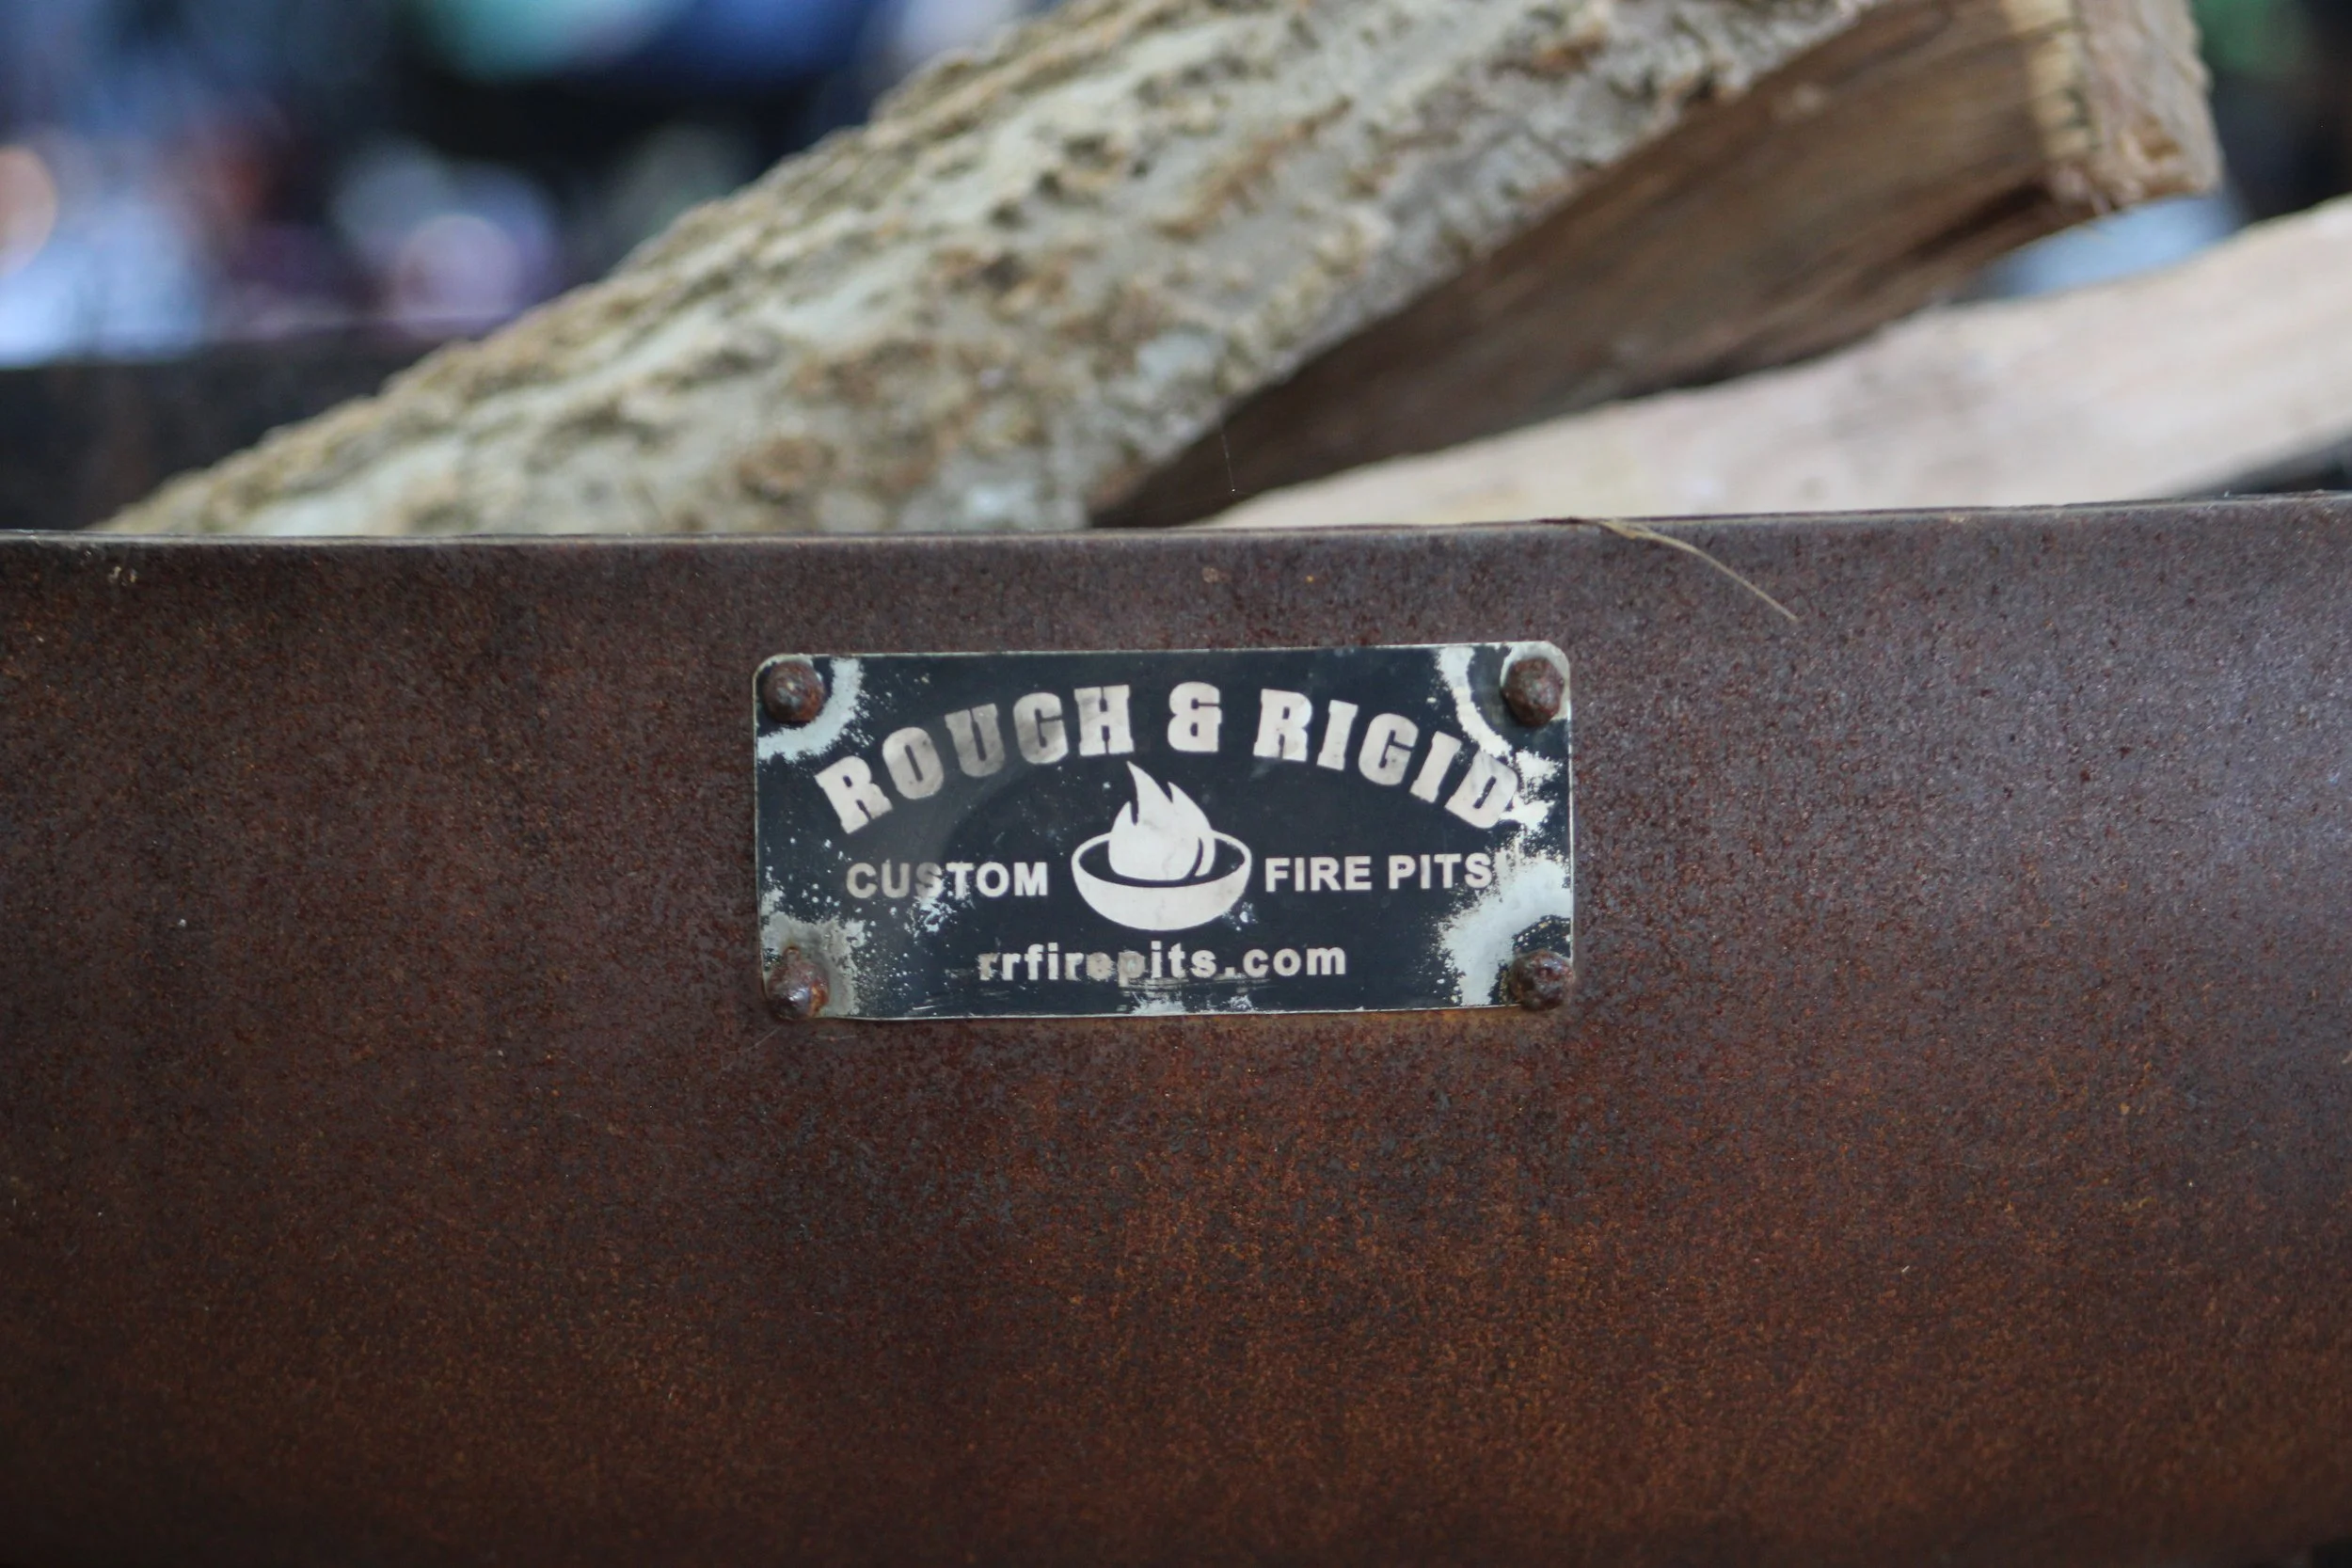 ROUGH & RIGID
CUSTOM FIRE PITS
rrfirepits.com